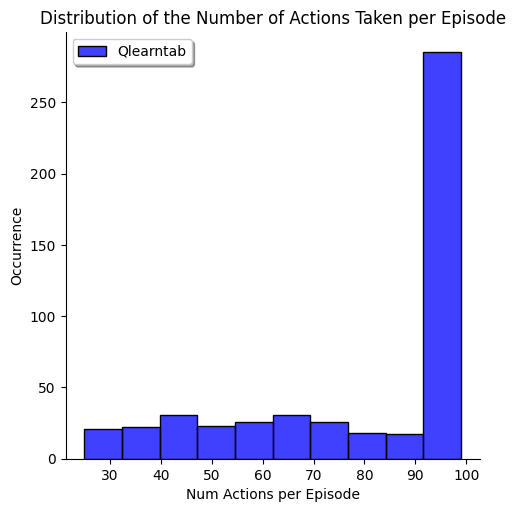 Distribution of the Number of Actions Taken per Episode
Qlearntab
Occurrence
250
200
150
100
50
0
30 40 50 60 70 80 90 100
Num Actions per Episode